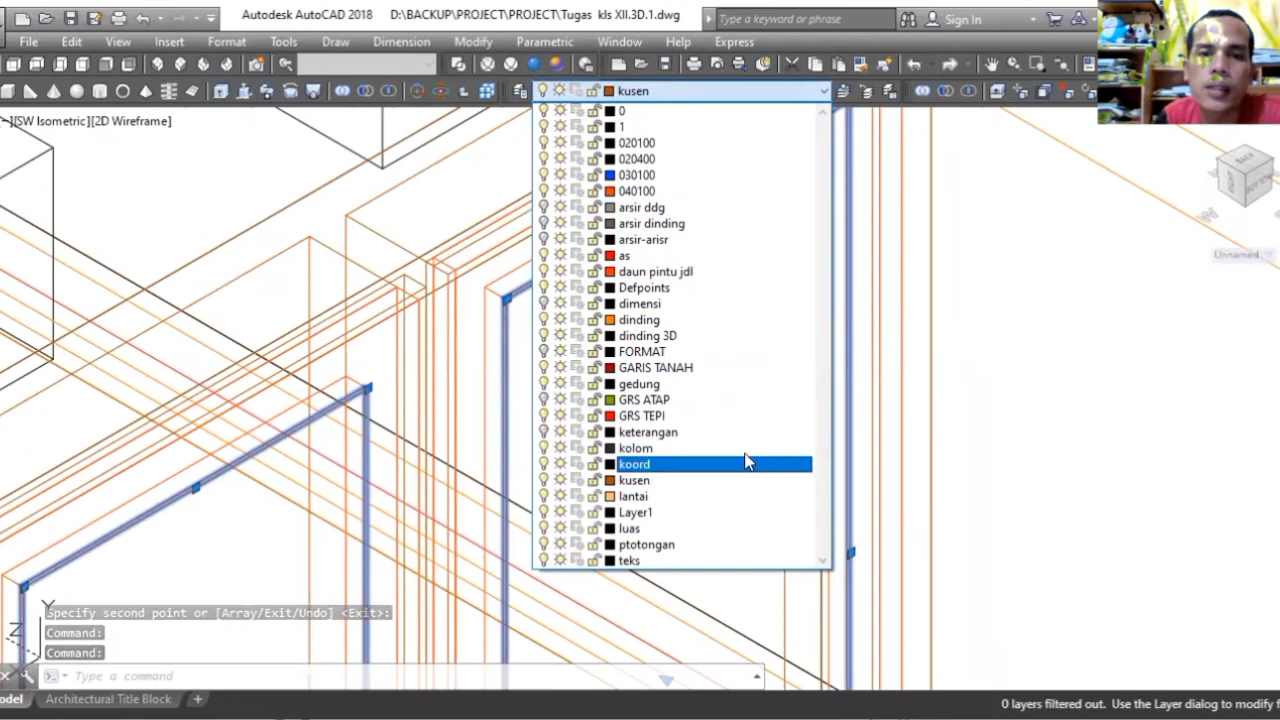 Autodesk AutoCAD 2018 D:\BACKUP\PROJECT\PROJECT\Tugas kls XII.3D.1.dwg
Type a keyword or phrase
Sign In
File Edit View Insert Format Tools Draw Dimension Modify Parametric Window Help Express
kusen
[−][SW Isometric][2D Wireframe]
0
1
020100
020400
030100
040100
arsir ddg
arsir dinding
arsir-arisr
as
daun pintu jdl
Defpoints
dimensi
dinding
dinding 3D
FORMAT
GARIS TANAH
gedung
GRS ATAP
GRS TEPI
keterangan
kolom
koord
kusen
lantai
Layer1
luas
ptotongan
teks
BACK
BOTTOM
W
Unnamed
Y
Z
Specify second point or [Array/Exit/Undo] <Exit>:
Command:
Command:
Type a command
odel Architectural Title Block +
0 layers filtered out. Use the Layer dialog to modify f